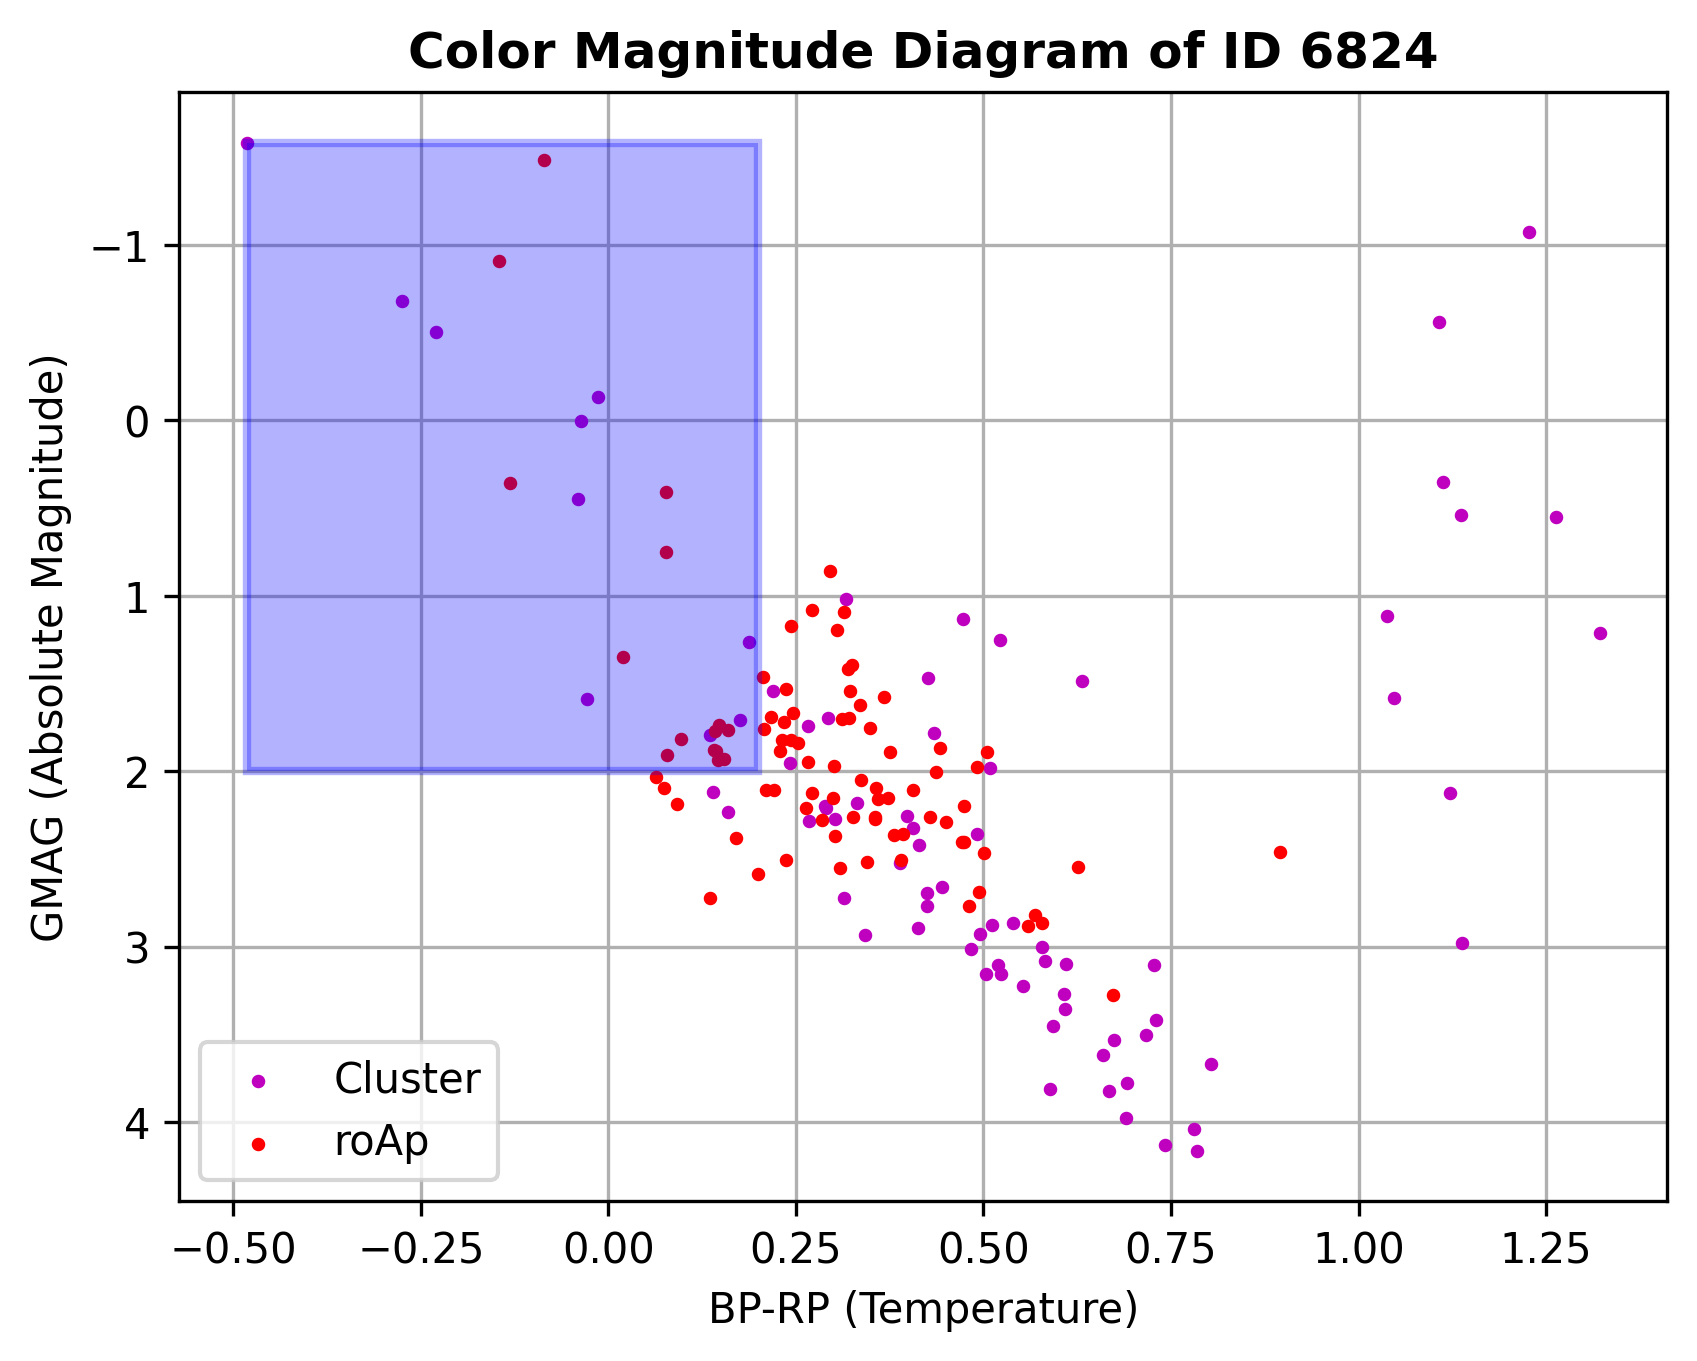 Color Magnitude Diagram of ID 6824
GMAG (Absolute Magnitude)
−1
0
1
2
3
4
Cluster
roAp
−0.50 −0.25 0.00 0.25 0.50 0.75 1.00 1.25
BP-RP (Temperature)